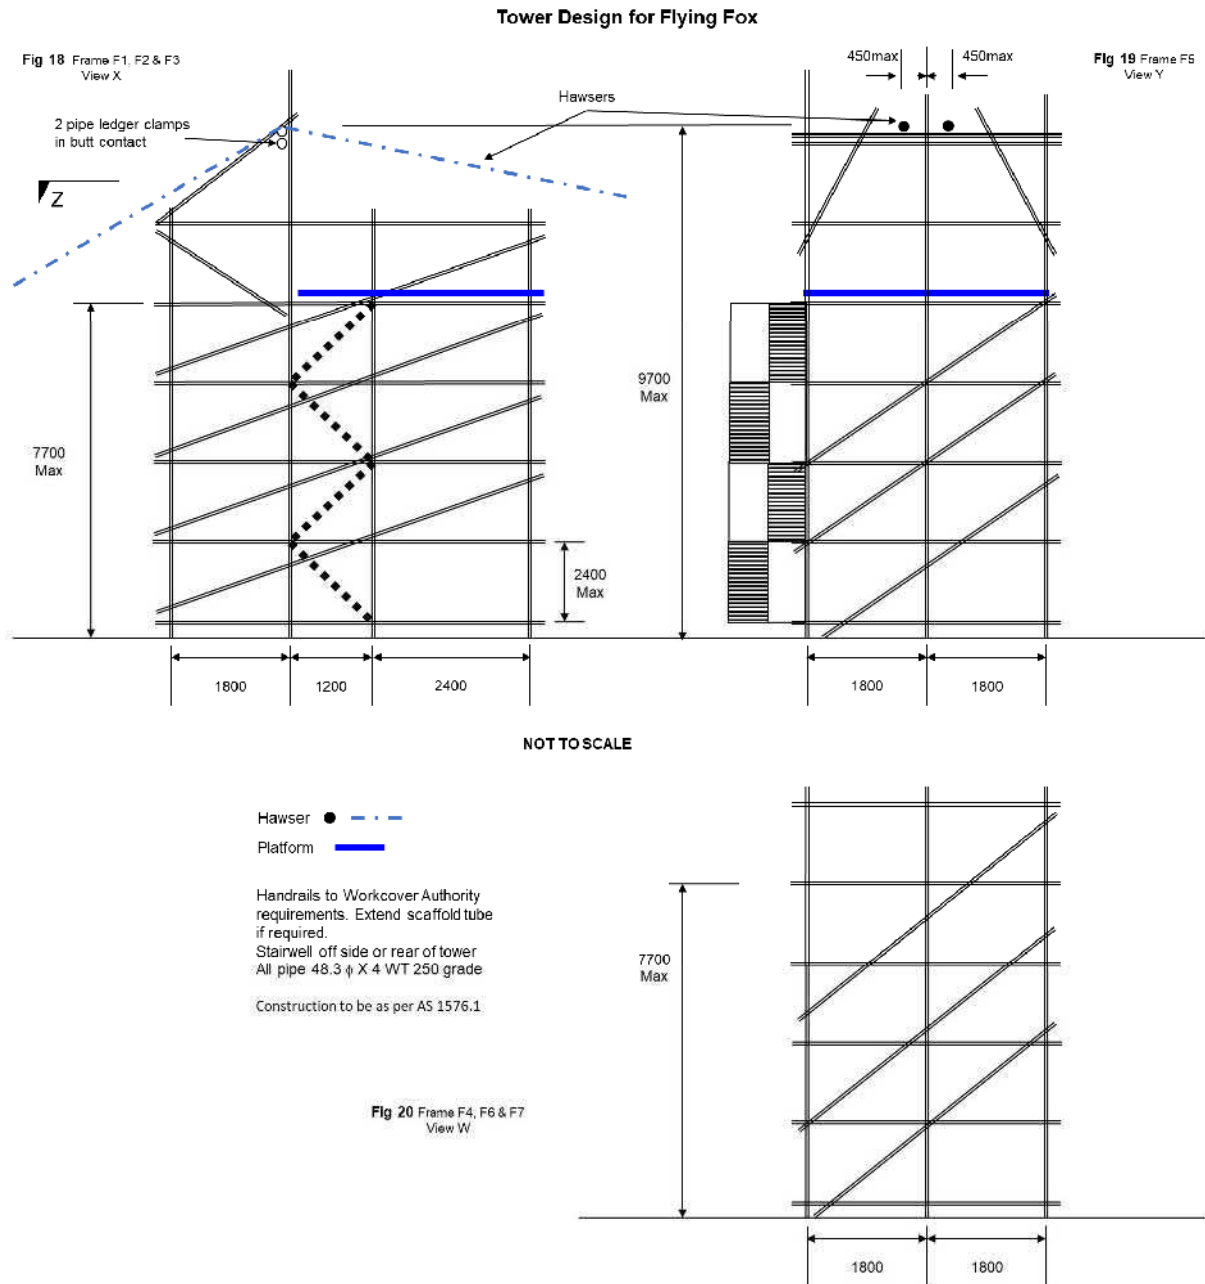 Tower Design for Flying Fox
Fig 18 Frame F1, F2 & F3
View X
450max
450max
Fig 19 Frame F5
View Y
Hawsers
2 pipe ledger clamps
in butt contact
Z
9700
Max
7700
Max
2400
Max
1800
1200
2400
1800
1800
NOT TO SCALE
Hawser
Platform
Handrails to Workcover Authority
requirements. Extend scaffold tube
if required.
Stairwell off side or rear of tower
All pipe 48.3 ϕ X 4 WT 250 grade
Construction to be as per AS 1576.1
7700
Max
Fig 20 Frame F4, F6 & F7
View W
1800
1800